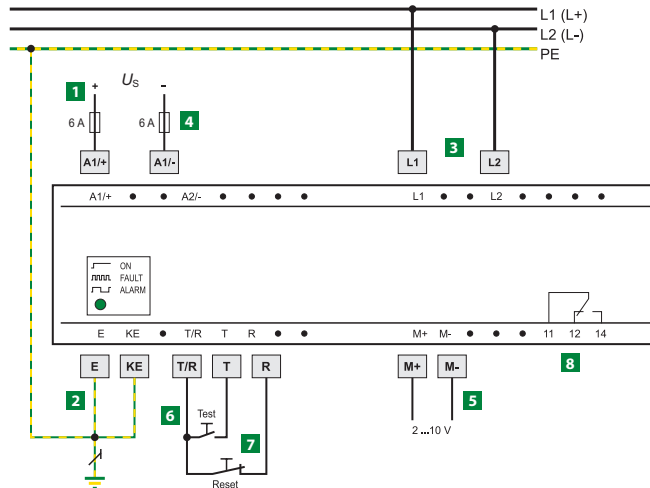 L1 (L+)
L2 (L-)
PE
1 + US -
6 A 6 A 4
3
A1/+ A1/- L1 L2
A1/+ • • A2/- • • • • L1 • • L2 • • • •
ON
FAULT
ALARM
E KE • T/R T R • • M+ M- • • • 11 12 14
E KE T/R T R M+ M- 8
2 6 Test 5
7 2 ...10 V
Reset